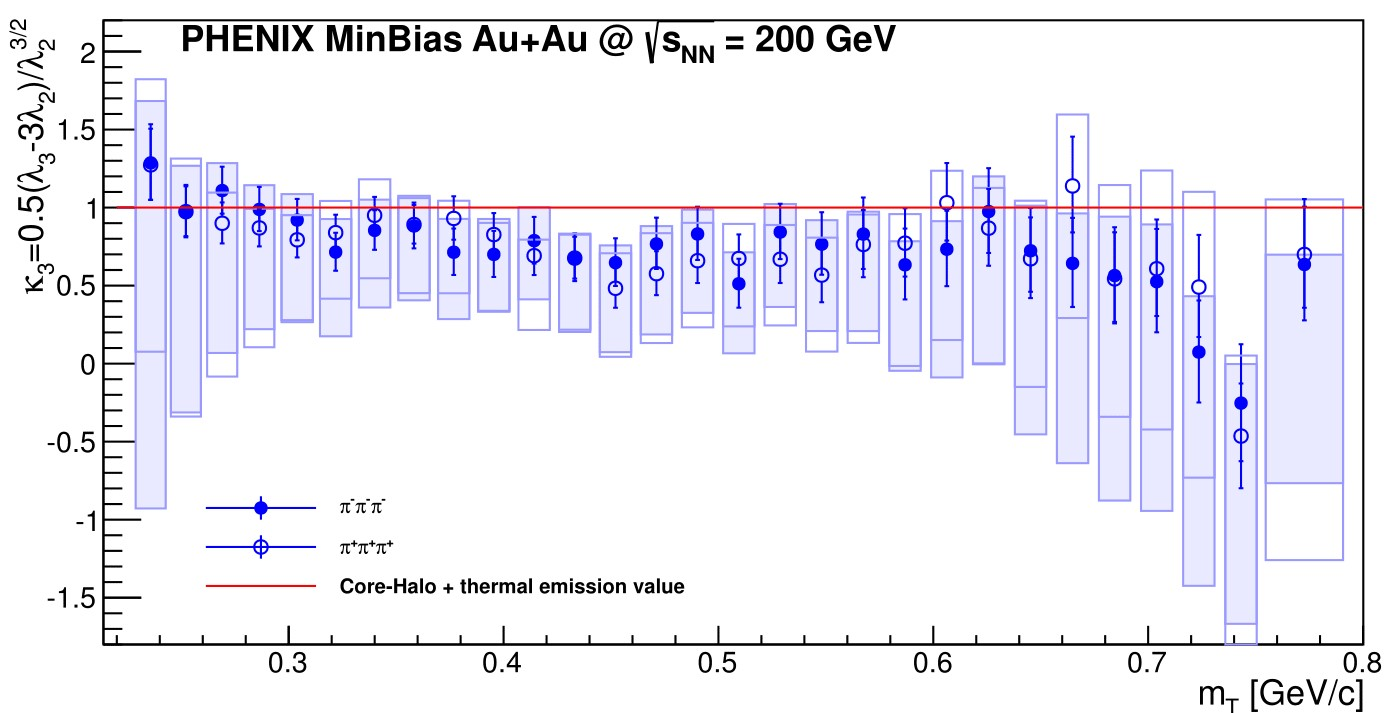 PHENIX MinBias Au+Au @ √sNN = 200 GeV
κ3=0.5(λ3-3λ2)/λ2^3/2
2
1.5
1
0.5
0
-0.5
-1
-1.5
π-π-π-
π+π+π+
Core-Halo + thermal emission value
0.3 0.4 0.5 0.6 0.7 0.8
mT [GeV/c]